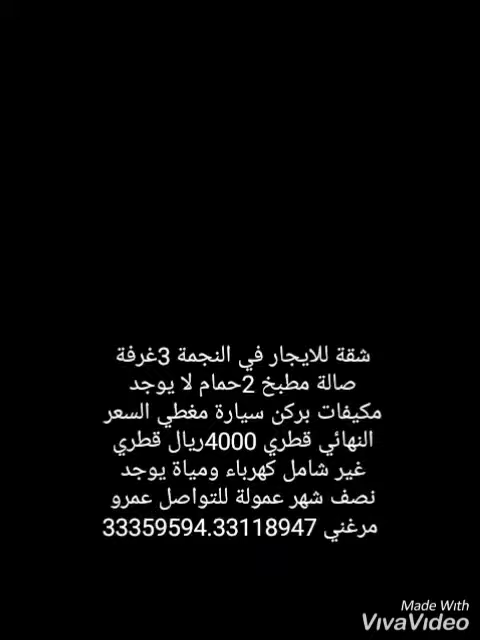 شقة للايجار في النجمة 3غرفة
صالة مطبخ 2حمام لا يوجد
مكيفات بركن سيارة مغطي السعر
النهائي قطري 4000ريال قطري
غير شامل كهرباء ومياة يوجد
نصف شهر عمولة للتواصل عمرو
مرغني 33359594.33118947
Made With
VivaVideo